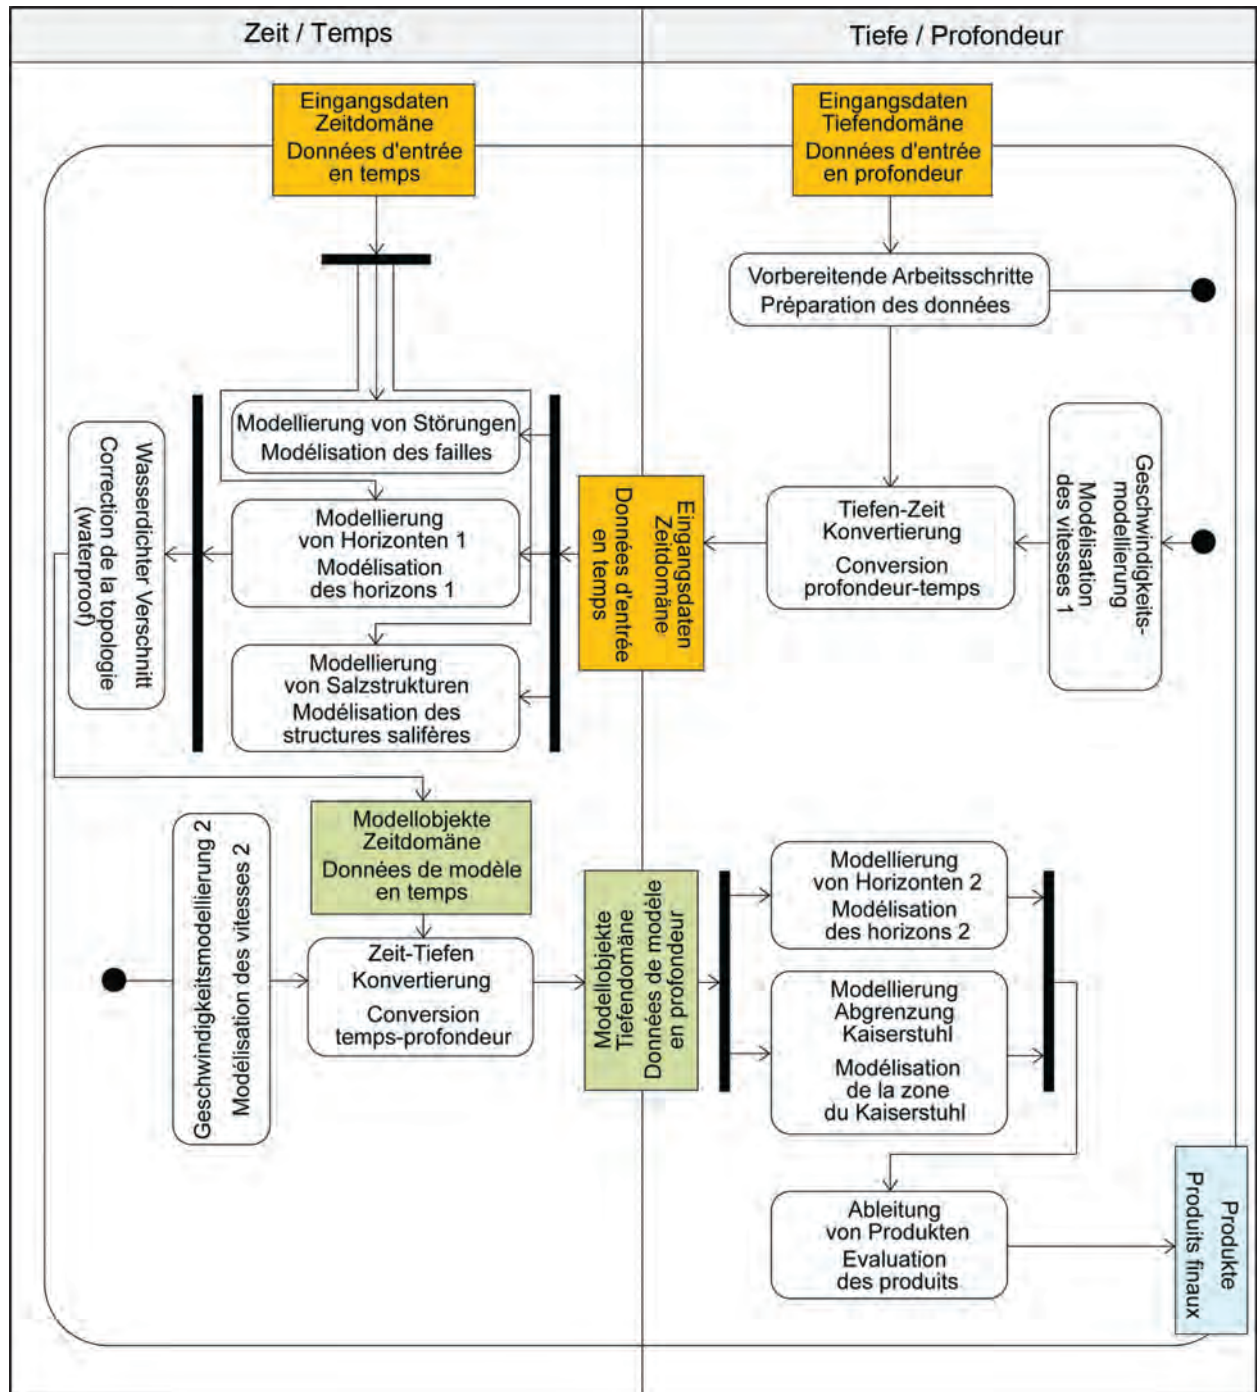 Zeit / Temps
Tiefe / Profondeur
Eingangsdaten
Zeitdomäne
Données d'entrée
en temps
Eingangsdaten
Tiefendomäne
Données d'entrée
en profondeur
Vorbereitende Arbeitsschritte
Préparation des données
Wasserdichter Verschnitt
Correction de la topologie
(waterproof)
Modellierung von Störungen
Modélisation des failles
Modellierung
von Horizonten 1
Modélisation
des horizons 1
Modellierung
von Salzstrukturen
Modélisation des
structures salifères
Eingangsdaten
Zeitdomäne
Données d'entrée
en temps
Tiefen-Zeit
Konvertierung
Conversion
profondeur-temps
Geschwindigkeits-
modellierung
Modélisation
des vitesses 1
Geschwindigkeitsmodellierung 2
Modélisation des vitesses 2
Modellobjekte
Zeitdomäne
Données de modèle
en temps
Zeit-Tiefen
Konvertierung
Conversion
temps-profondeur
Modellobjekte
Tiefendomäne
Données de modèle
en profondeur
Modellierung
von Horizonten 2
Modélisation
des horizons 2
Modellierung
Abgrenzung
Kaiserstuhl
Modélisation
de la zone
du Kaiserstuhl
Ableitung
von Produkten
Evaluation
des produits
Produkte
Produits finaux